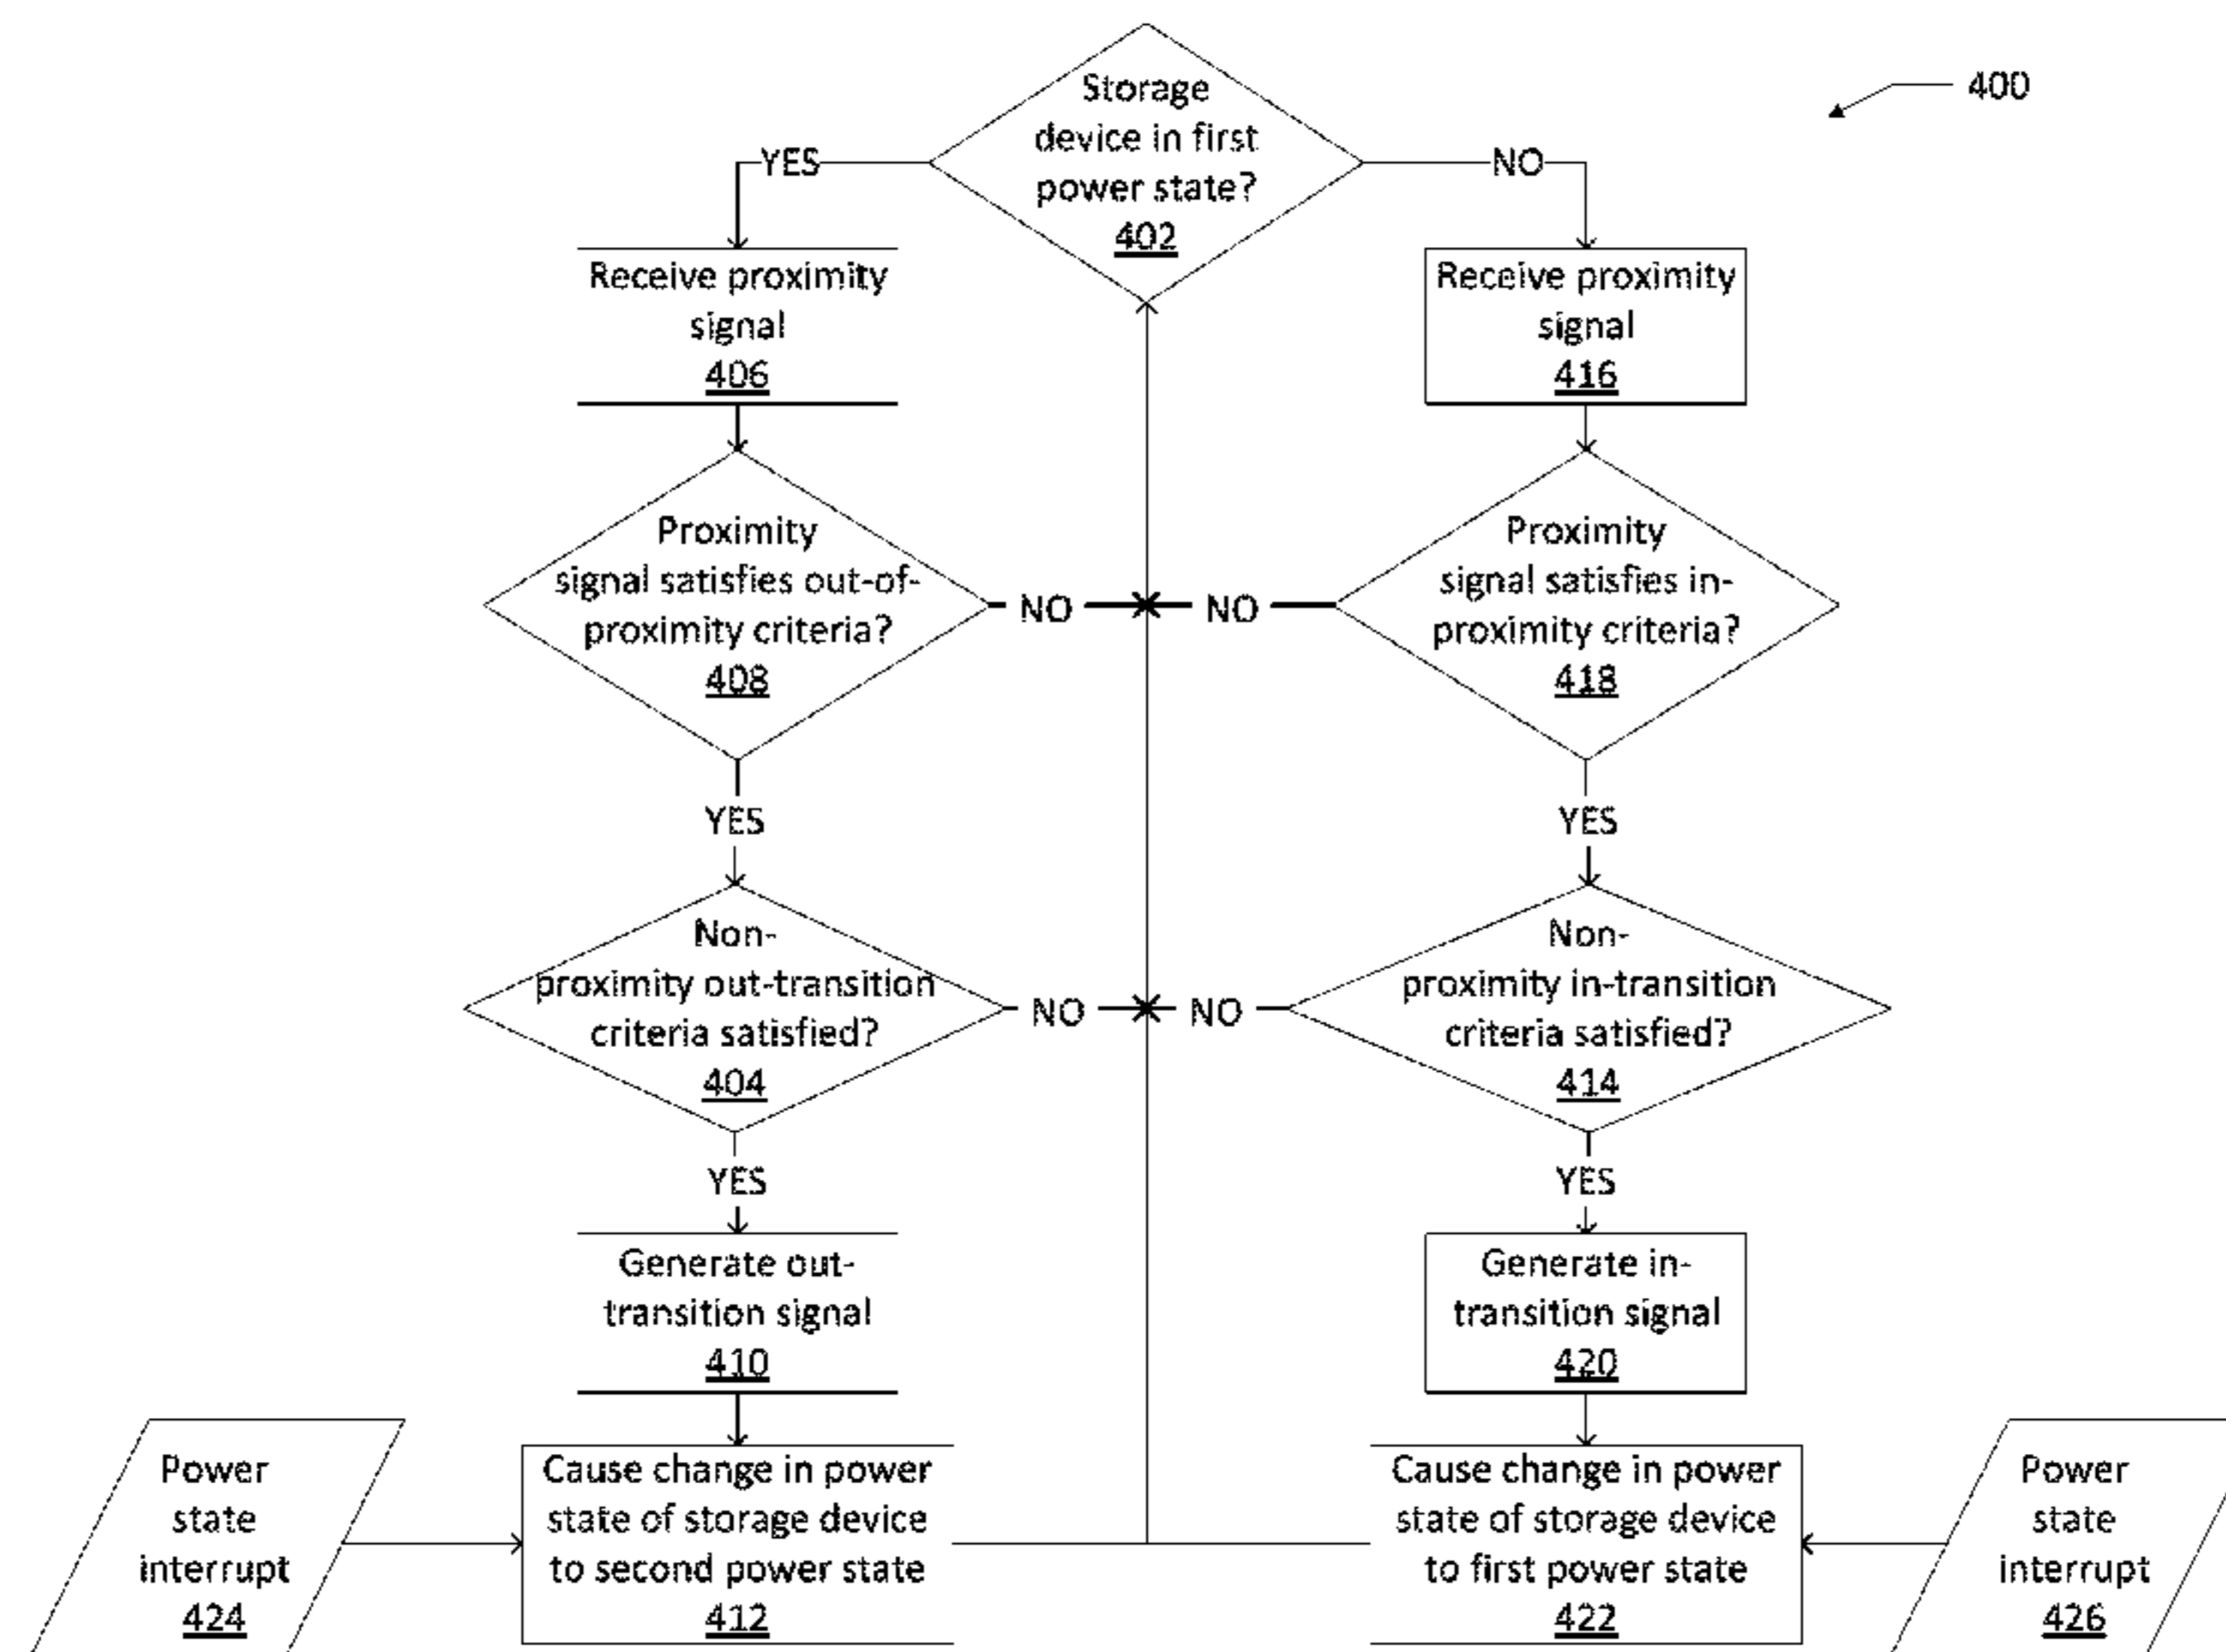 400
Storage
device in first
power state?
402
YES
NO
Receive proximity
signal
406
Receive proximity
signal
416
Proximity
signal satisfies out-of-
proximity criteria?
408
NO
NO
Proximity
signal satisfies in-
proximity criteria?
418
YES
YES
Non-
proximity out-transition
criteria satisfied?
404
NO
NO
Non-
proximity in-transition
criteria satisfied?
414
YES
YES
Generate out-
transition signal
410
Generate in-
transition signal
420
Power
state
interrupt
424
Cause change in power
state of storage device
to second power state
412
Cause change in power
state of storage device
to first power state
422
Power
state
interrupt
426